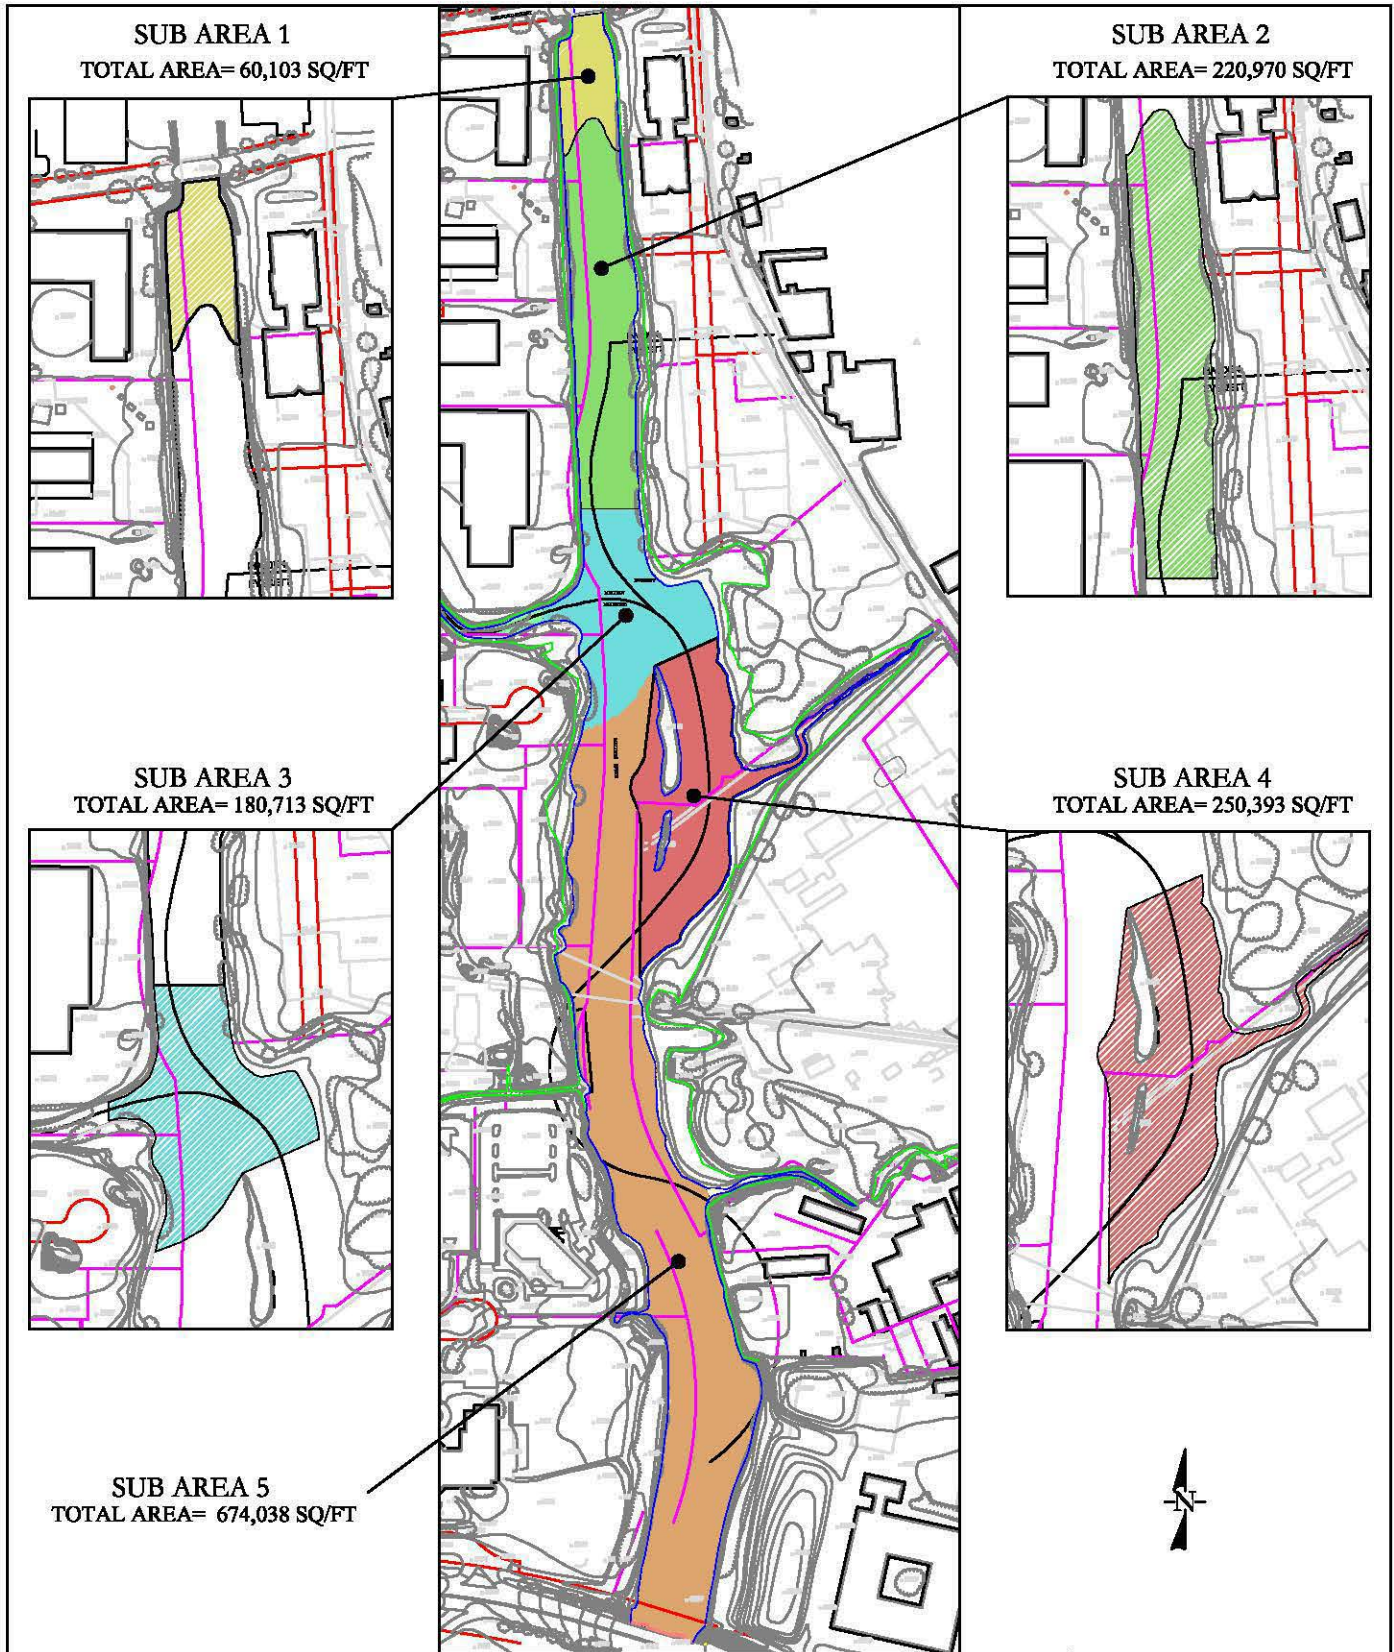 SUB AREA 1
TOTAL AREA= 60,103 SQ/FT
SUB AREA 2
TOTAL AREA= 220,970 SQ/FT
SUB AREA 3
TOTAL AREA= 180,713 SQ/FT
SUB AREA 4
TOTAL AREA= 250,393 SQ/FT
SUB AREA 5
TOTAL AREA= 674,038 SQ/FT
N